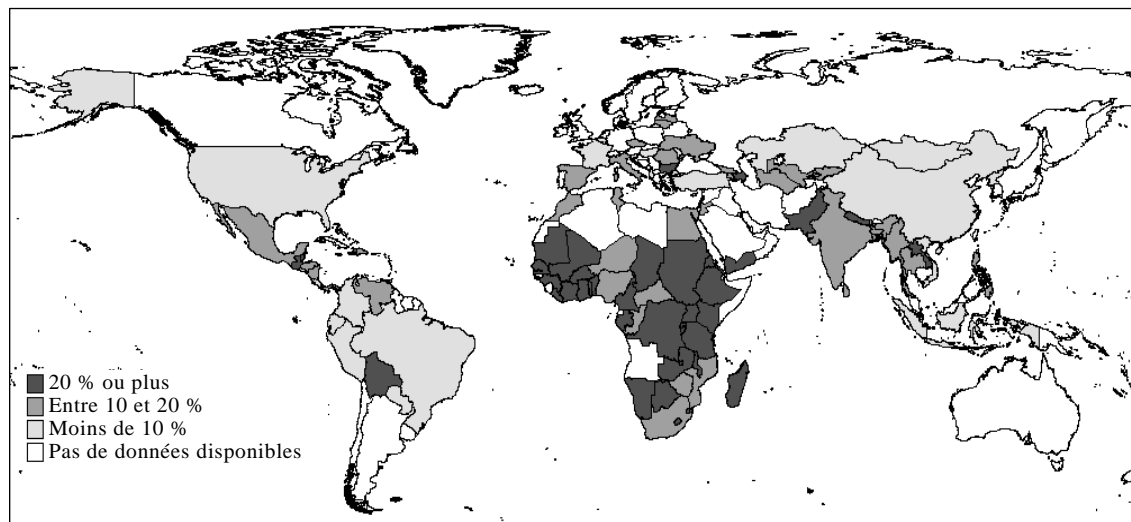 20 % ou plus
Entre 10 et 20 %
Moins de 10 %
Pas de données disponibles